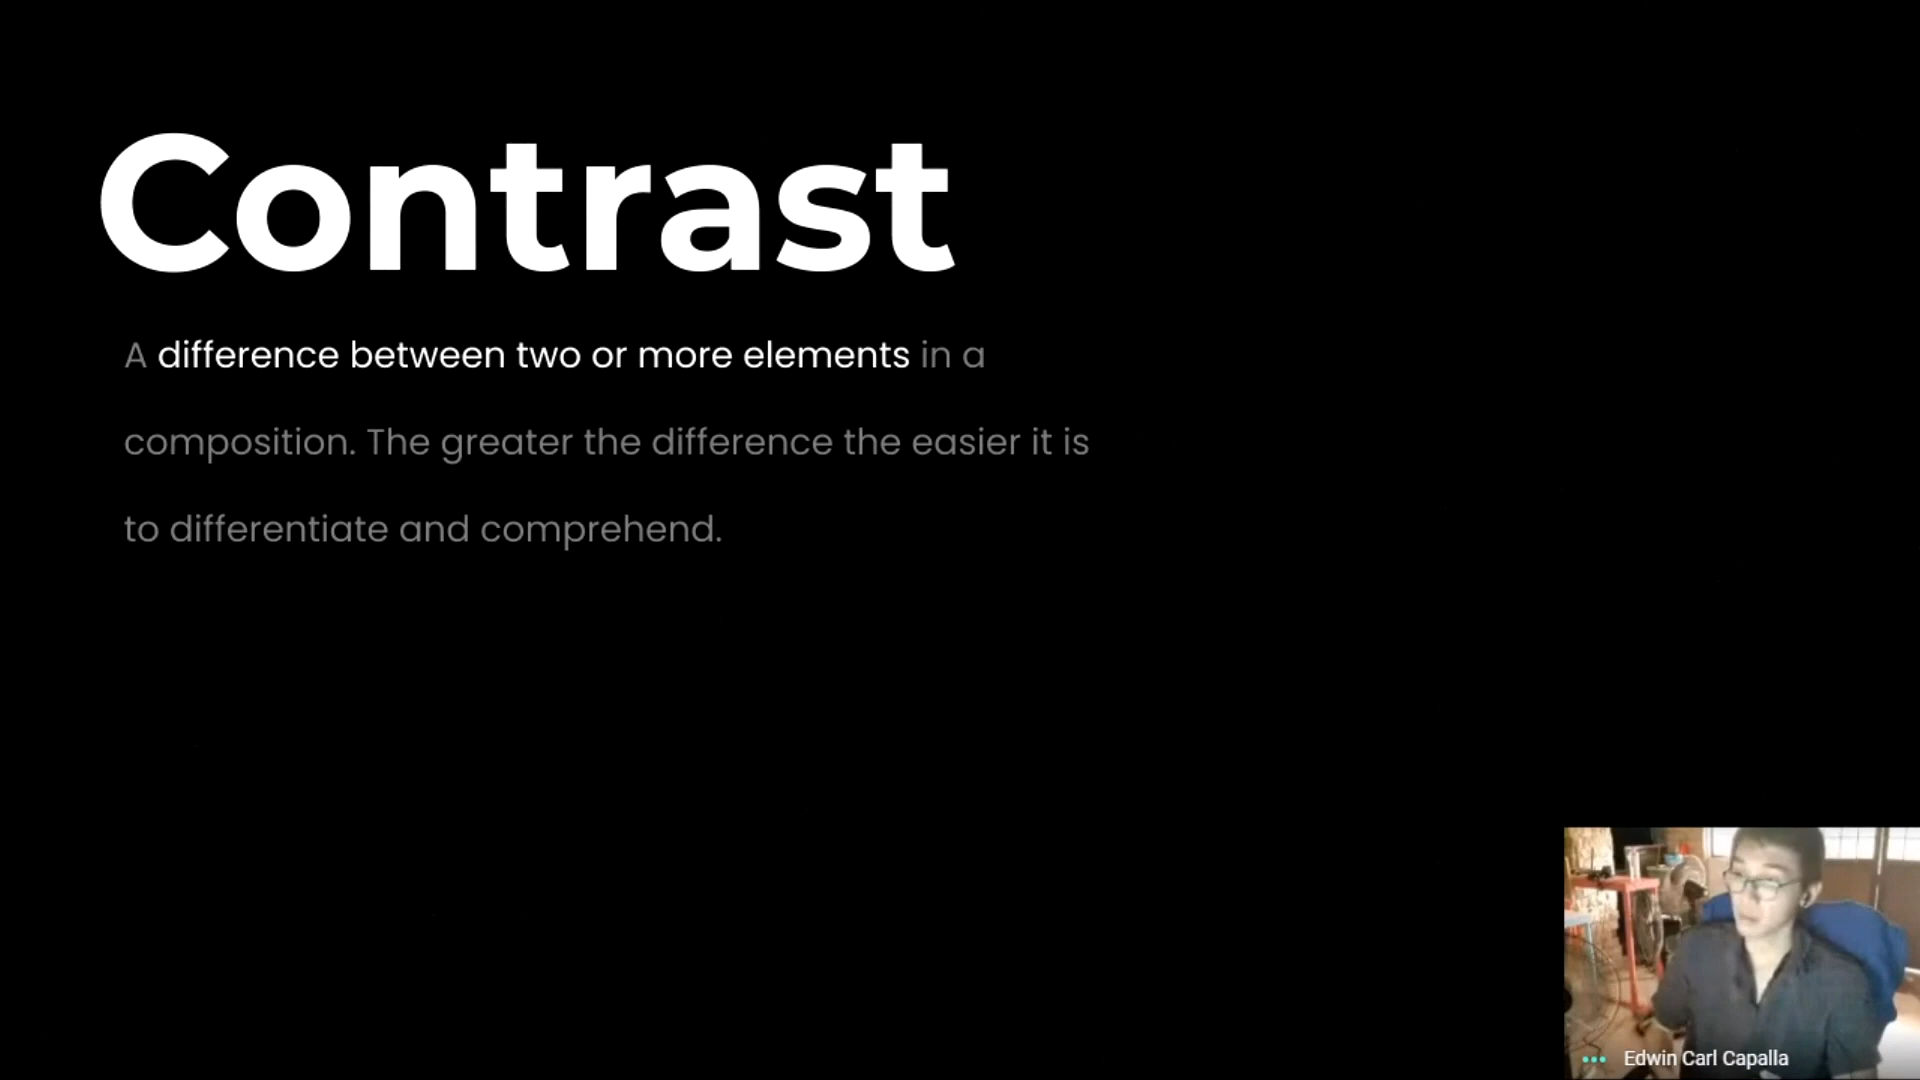 Contrast
A difference between two or more elements in a
composition. The greater the difference the easier it is
to differentiate and comprehend.
Edwin Carl Capalla